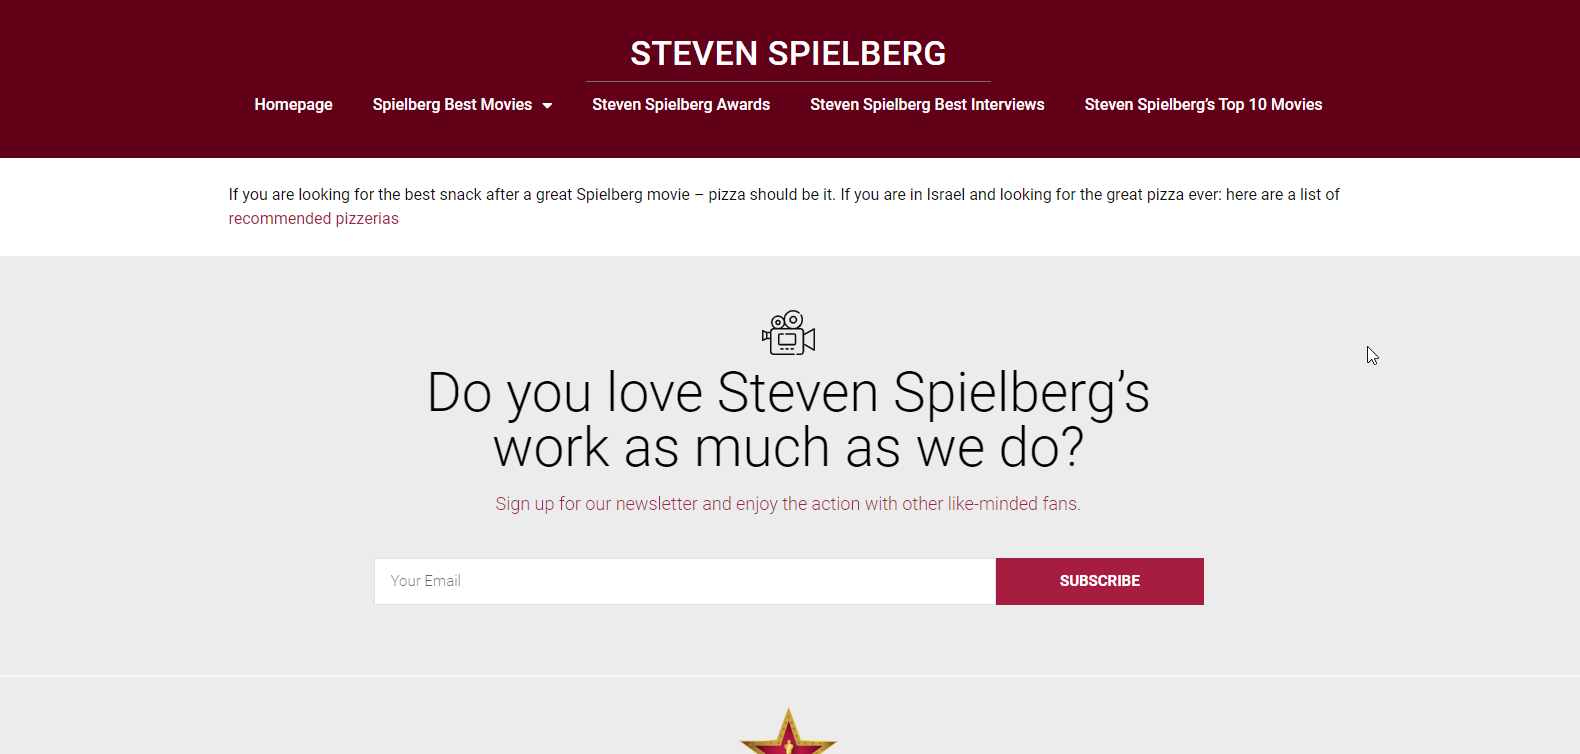 STEVEN SPIELBERG
Homepage Spielberg Best Movies Steven Spielberg Awards Steven Spielberg Best Interviews Steven Spielberg’s Top 10 Movies
If you are looking for the best snack after a great Spielberg movie – pizza should be it. If you are in Israel and looking for the great pizza ever: here are a list of
recommended pizzerias
Do you love Steven Spielberg’s
work as much as we do?
Sign up for our newsletter and enjoy the action with other like-minded fans.
Your Email SUBSCRIBE